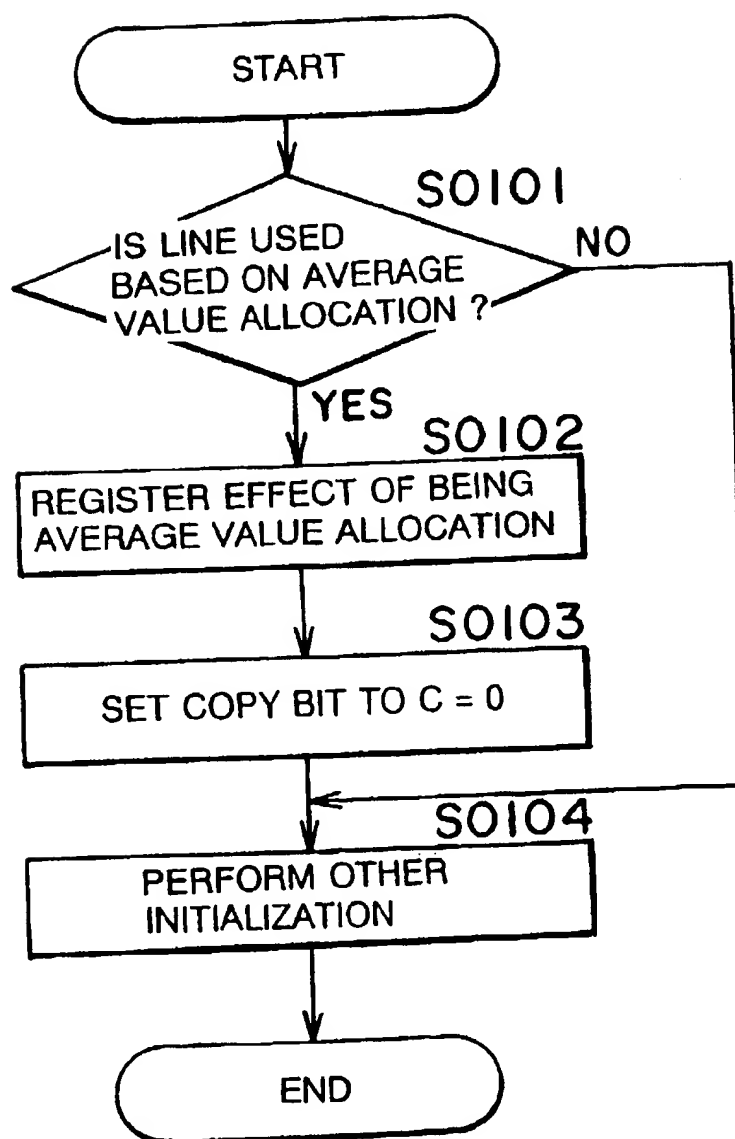 START
S0101
IS LINE USED
BASED ON AVERAGE
VALUE ALLOCATION ?
NO
YES
S0102
REGISTER EFFECT OF BEING
AVERAGE VALUE ALLOCATION
S0103
SET COPY BIT TO C = 0
S0104
PERFORM OTHER
INITIALIZATION
END